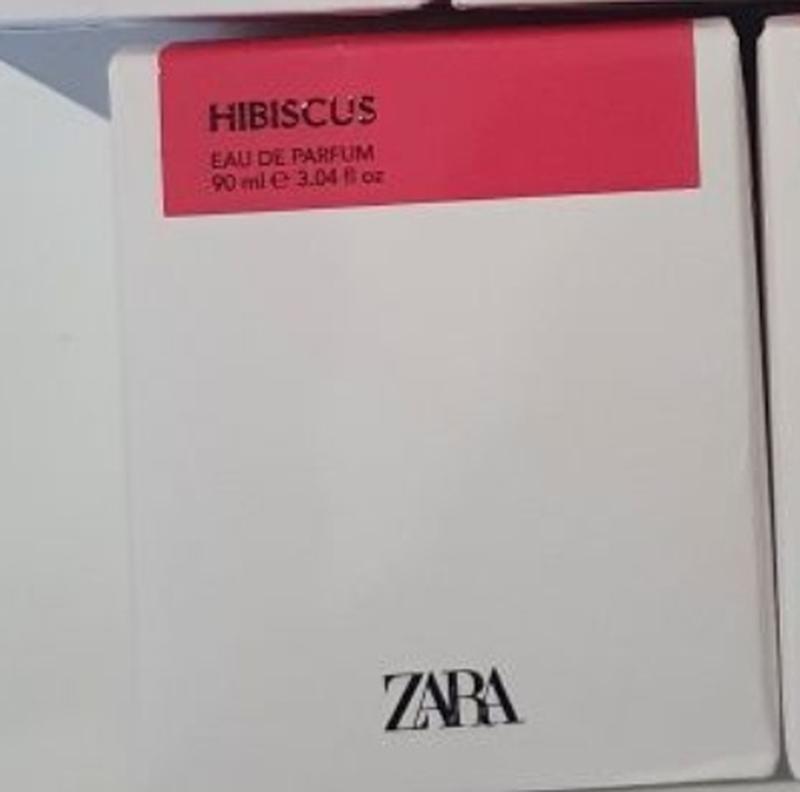 HIBISCUS
EAU DE PARFUM
90 ml ℮ 3.04 fl oz
ZARA